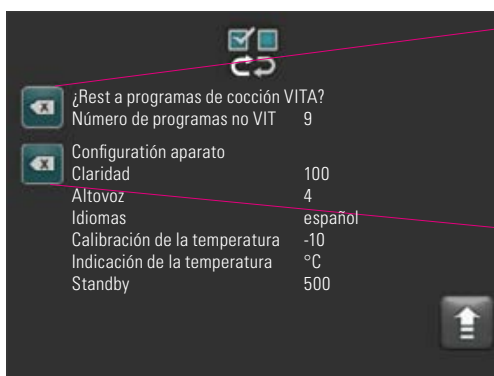 ¿Rest a programas de cocción VITA?
Número de programas no VIT 9
Configuratión aparato
Claridad 100
Altovoz 4
Idiomas español
Calibración de la temperatura -10
Indicación de la temperatura °C
Standby 500